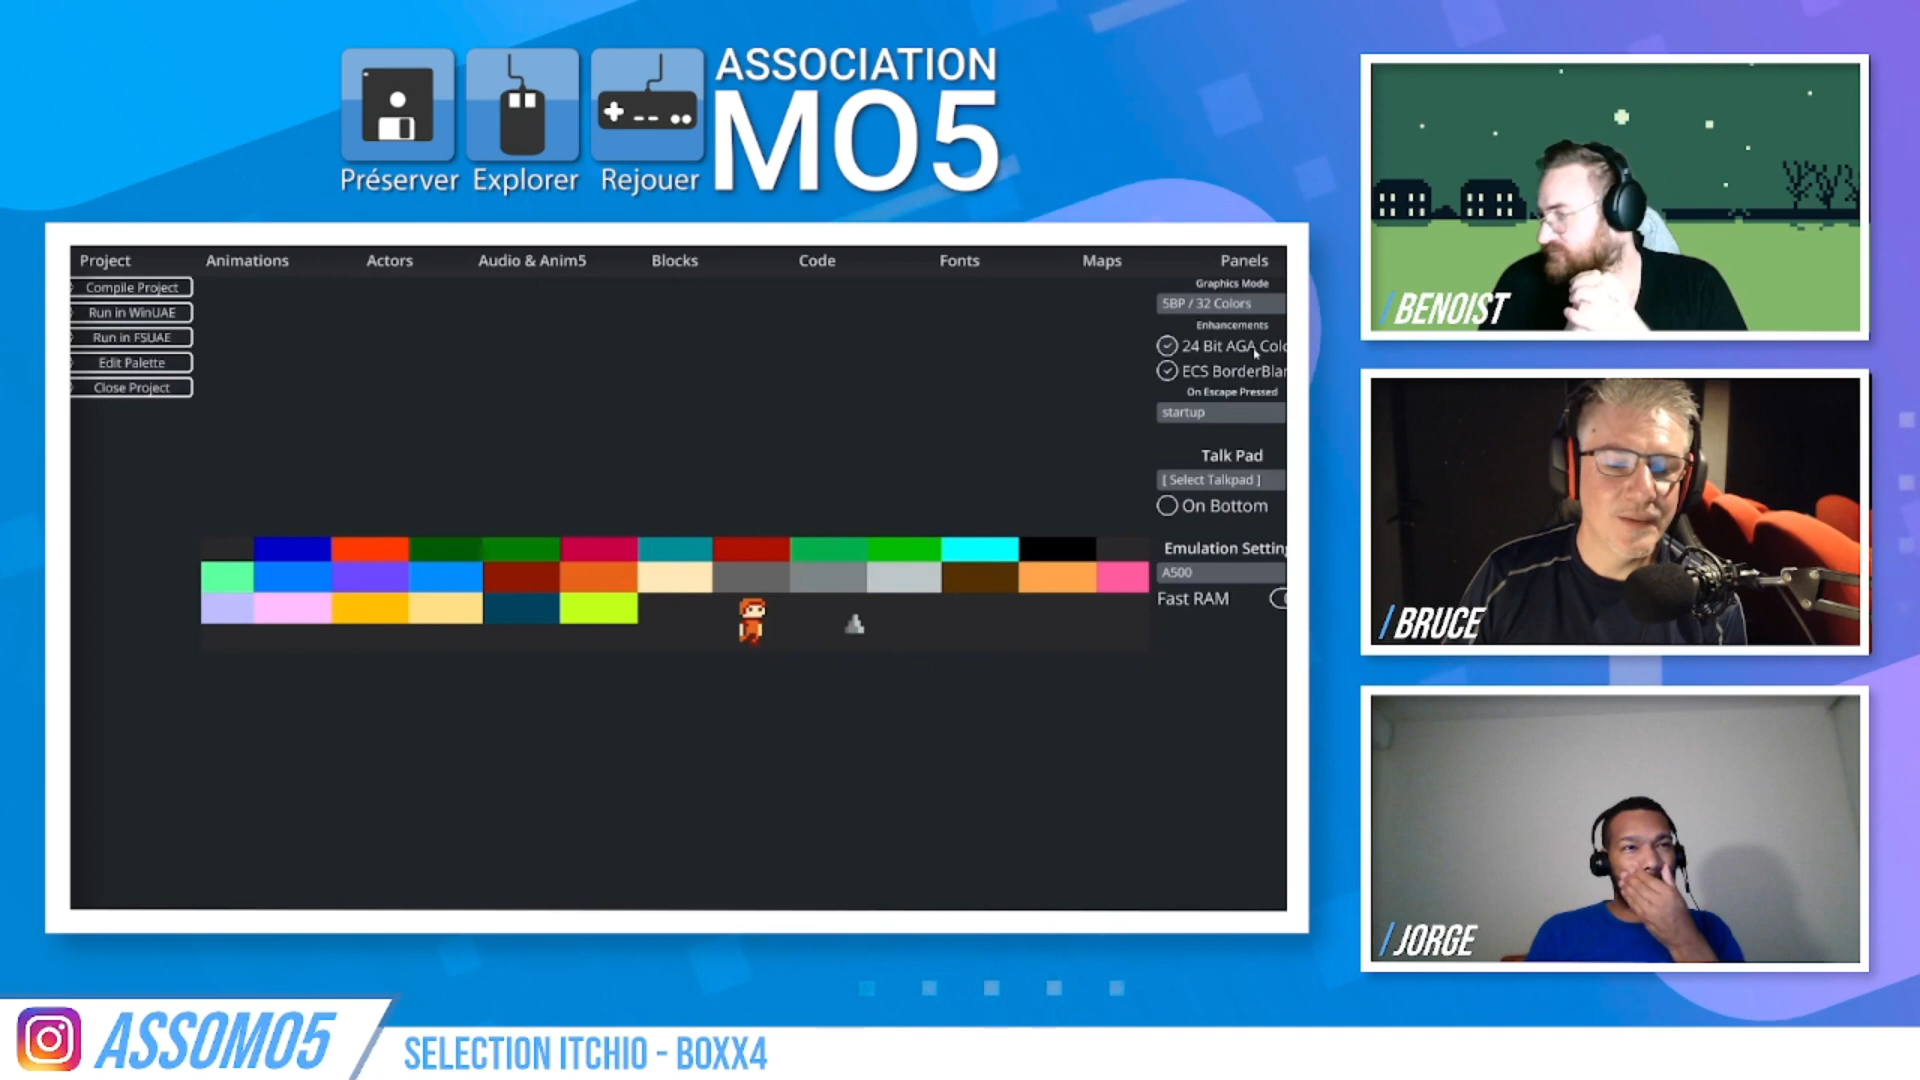 ASSOCIATION
MO5
Préserver Explorer Rejouer
Project Animations Actors Audio & Anim5 Blocks Code Fonts Maps Panels
Compile Project
Run in WinUAE
Run in FSUAE
Edit Palette
Close Project
Graphics Mode
5BP / 32 Colors
Enhancements
24 Bit AGA Colo
ECS BorderBlan
On Escape Pressed
startup
Talk Pad
[ Select Talkpad ]
On Bottom
Emulation Setting
A500
Fast RAM
/BENOIST
/BRUCE
/JORGE
ASSOMO5
SELECTION ITCHIO - BOXX4